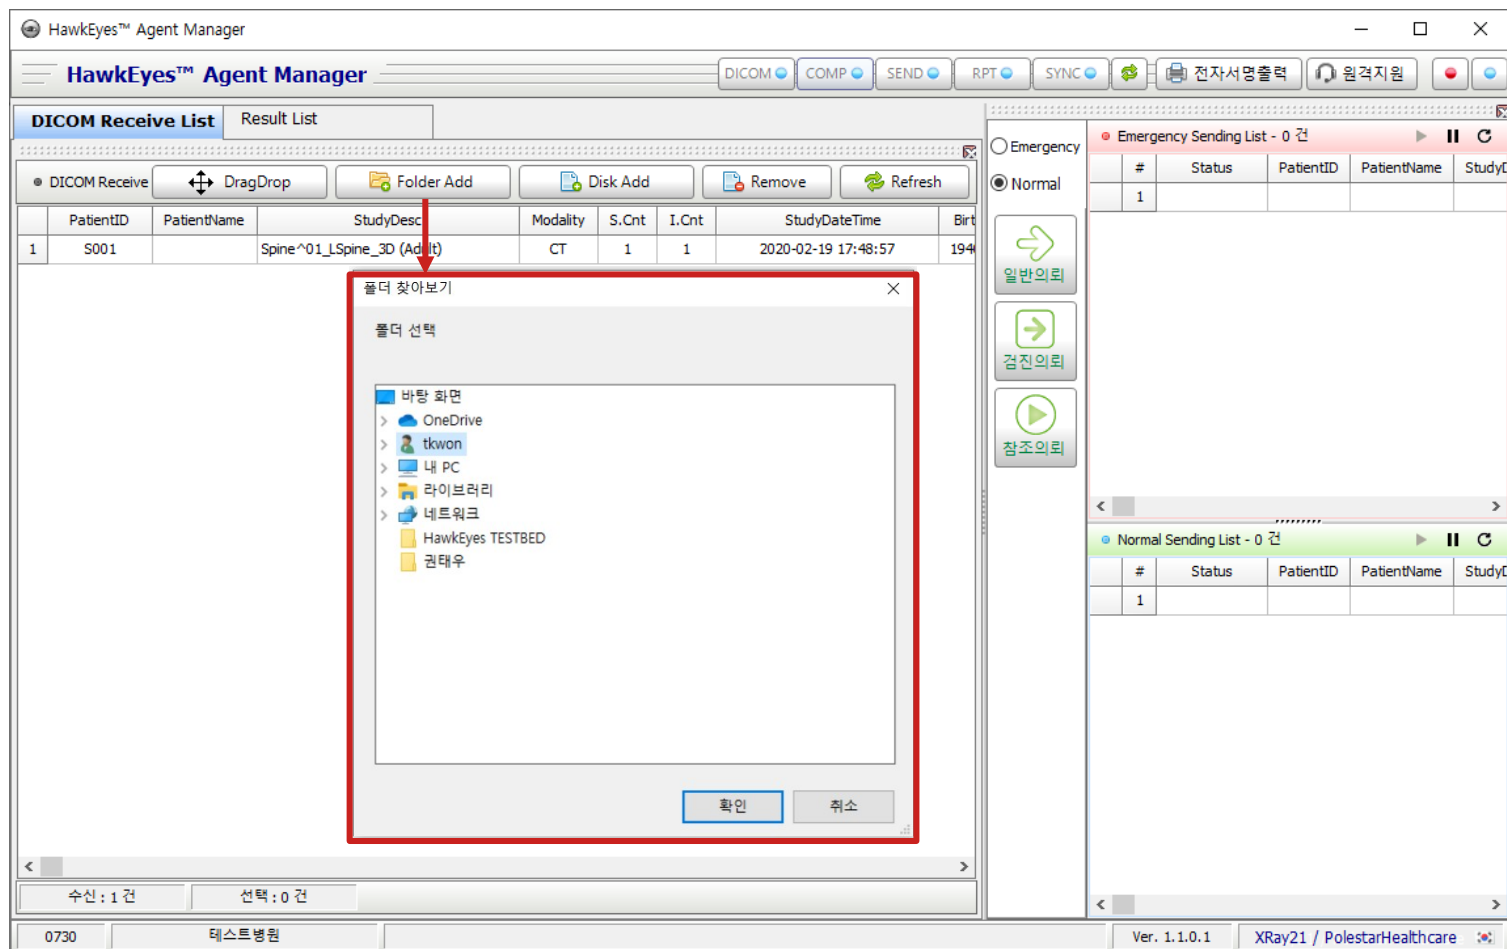 HawkEyes™ Agent Manager
HawkEyes™ Agent Manager
DICOM COMP SEND RPT SYNC 전자서명출력 원격지원
DICOM Receive List Result List
DICOM Receive DragDrop Folder Add Disk Add Remove Refresh
PatientID PatientName StudyDesc Modality S.Cnt I.Cnt StudyDateTime Birt
1 S001 Spine^01_LSpine_3D (Adult) CT 1 1 2020-02-19 17:48:57 194
폴더 찾아보기
폴더 선택
바탕 화면
OneDrive
tkwon
내 PC
라이브러리
네트워크
HawkEyes TESTBED
권태우
확인 취소
수신 : 1 건 선택 : 0 건
Emergency
Normal
일반의뢰
검진의뢰
참조의뢰
Emergency Sending List - 0 건
# Status PatientID PatientName StudyD
1
Normal Sending List - 0 건
# Status PatientID PatientName StudyD
1
0730 테스트병원 Ver. 1.1.0.1 XRay21 / PolestarHealthcare